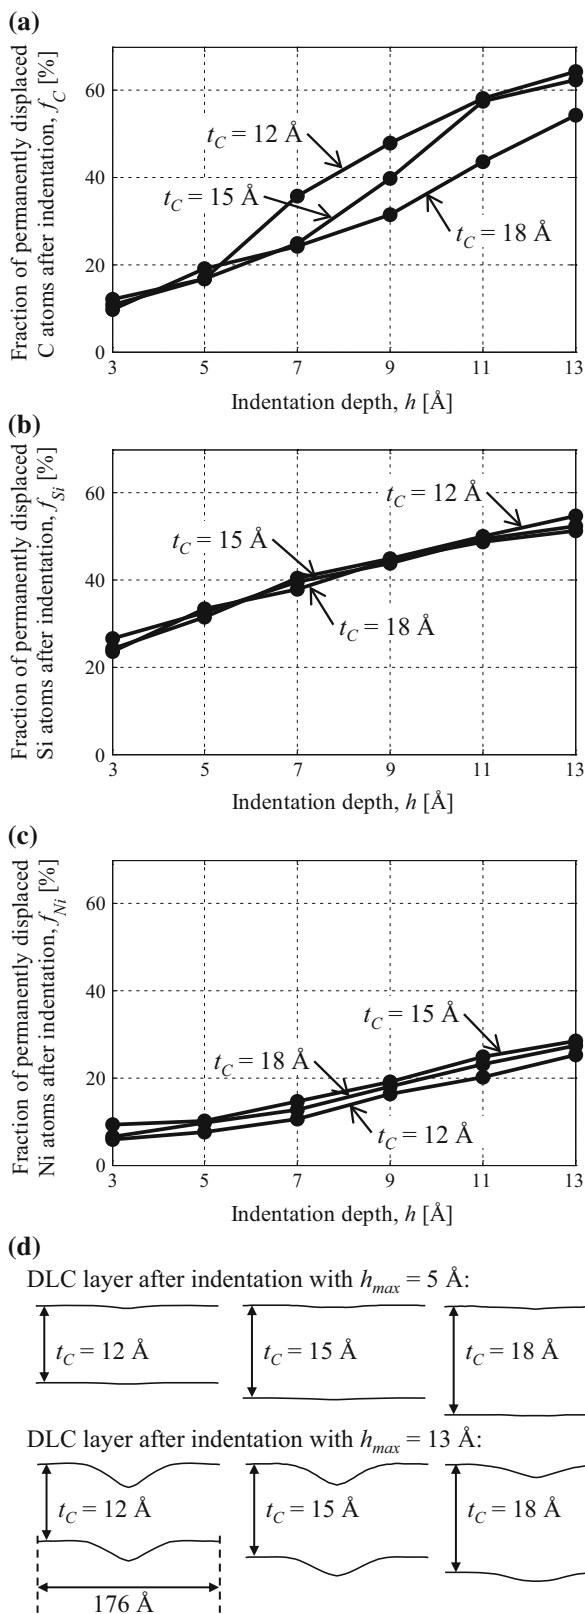 (a)
Fraction of permanently displaced
C atoms after indentation, f_C [%]
60
40
20
0
t_C = 12 Å
t_C = 15 Å
t_C = 18 Å
3 5 7 9 11 13
Indentation depth, h [Å]
(b)
Fraction of permanently displaced
Si atoms after indentation, f_Si [%]
60
40
20
0
t_C = 12 Å
t_C = 15 Å
t_C = 18 Å
3 5 7 9 11 13
Indentation depth, h [Å]
(c)
Fraction of permanently displaced
Ni atoms after indentation, f_Ni [%]
60
40
20
0
t_C = 15 Å
t_C = 18 Å
t_C = 12 Å
3 5 7 9 11 13
Indentation depth, h [Å]
(d)
DLC layer after indentation with h_max = 5 Å:
t_C = 12 Å t_C = 15 Å t_C = 18 Å
DLC layer after indentation with h_max = 13 Å:
t_C = 12 Å t_C = 15 Å t_C = 18 Å
176 Å